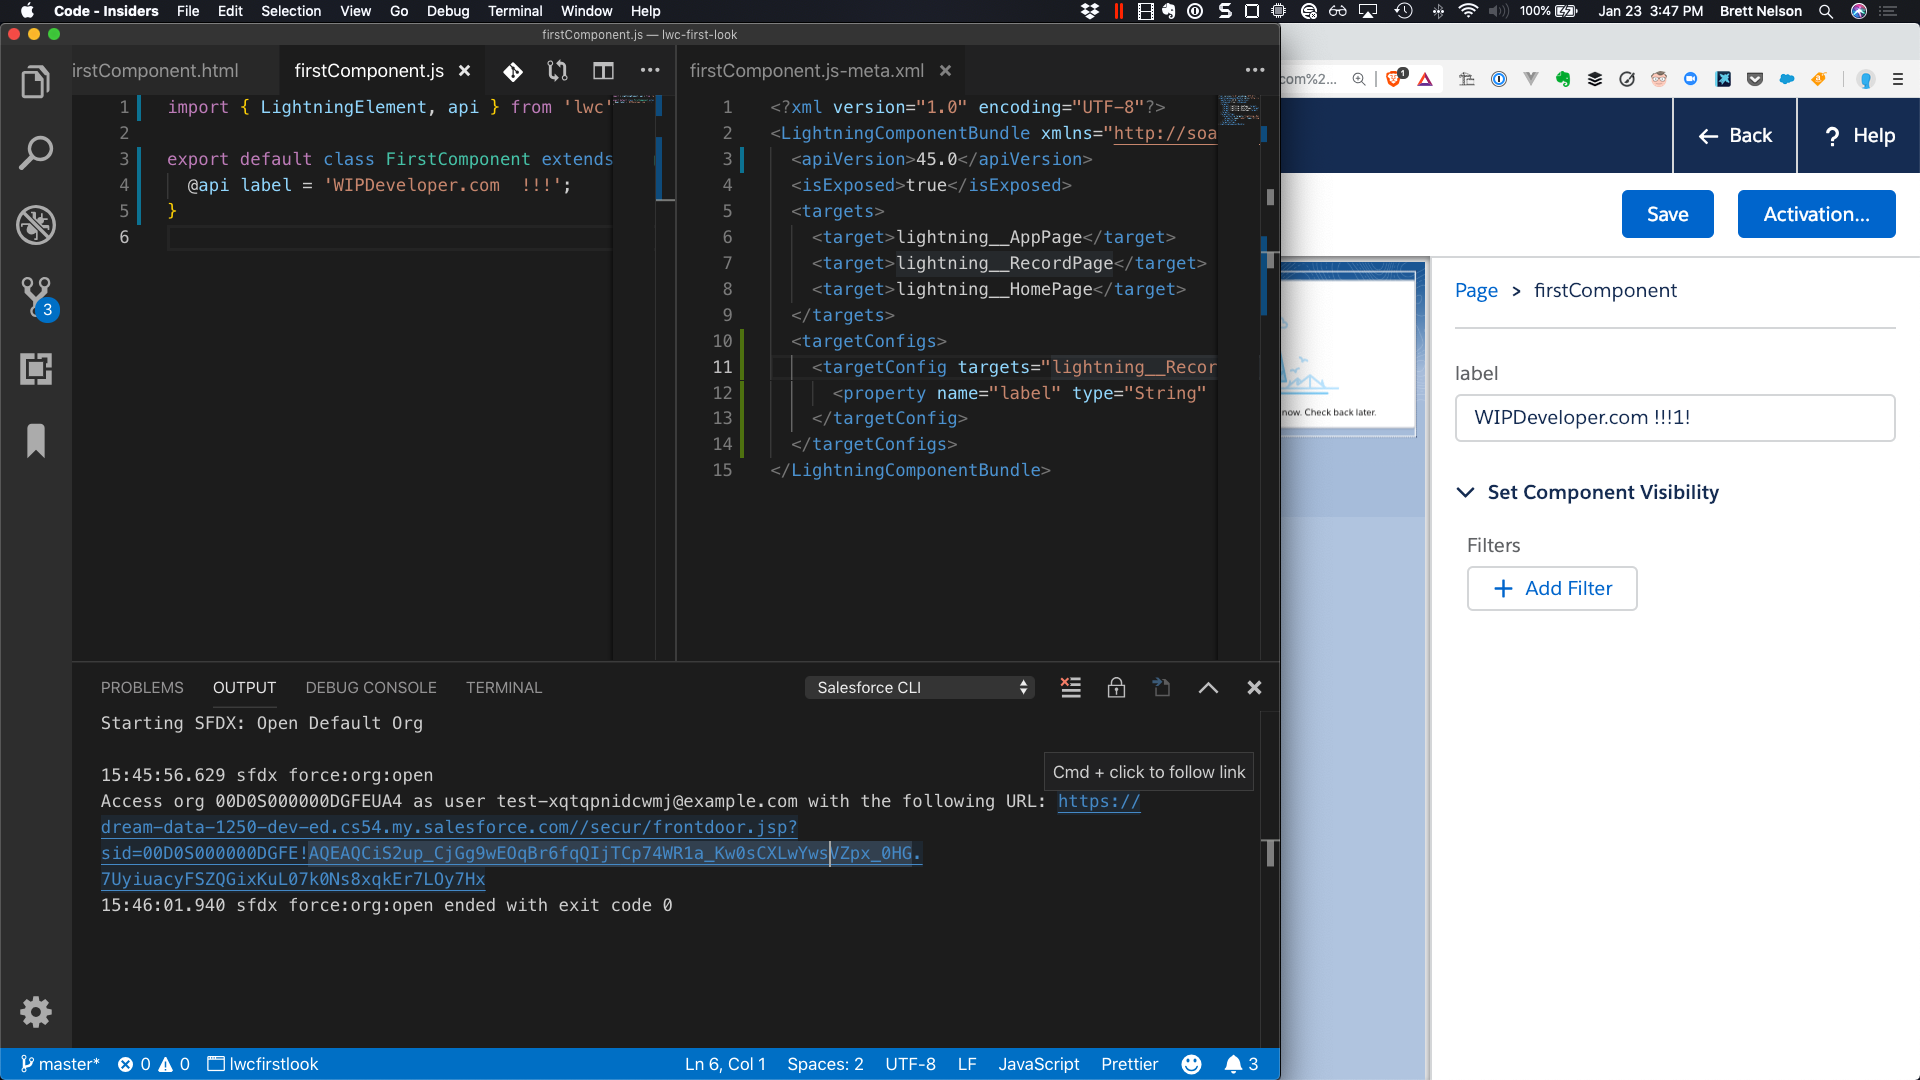 Code - Insiders File Edit Selection View Go Debug Terminal Window Help
100% Jan 23 3:47 PM Brett Nelson
firstComponent.js — lwc-first-look
irstComponent.html
firstComponent.js
1 import { LightningElement, api } from 'lwc'
2
3 export default class FirstComponent extends
4 @api label = 'WIPDeveloper.com  !!!';
5 }
6
firstComponent.js-meta.xml
1 <?xml version="1.0" encoding="UTF-8"?>
2 <LightningComponentBundle xmlns="http://soa
3 <apiVersion>45.0</apiVersion>
4 <isExposed>true</isExposed>
5 <targets>
6 <target>lightning__AppPage</target>
7 <target>lightning__RecordPage</target>
8 <target>lightning__HomePage</target>
9 </targets>
10 <targetConfigs>
11 <targetConfig targets="lightning__Recor
12 <property name="label" type="String"
13 </targetConfig>
14 </targetConfigs>
15 </LightningComponentBundle>
3
PROBLEMS OUTPUT DEBUG CONSOLE TERMINAL
Salesforce CLI
Starting SFDX: Open Default Org
15:45:56.629 sfdx force:org:open
Cmd + click to follow link
Access org 00D0S000000DGFEUA4 as user test-xqtqpnidcwmj@example.com with the following URL: https://
dream-data-1250-dev-ed.cs54.my.salesforce.com//secur/frontdoor.jsp?
sid=00D0S000000DGFE!AQEAQCiS2up_CjGg9wEOqBr6fqQIjTCp74WR1a_Kw0sCXLwYwsVZpx_0HG.
7UyiuacyFSZQGixKuL07k0Ns8xqkEr7LOy7Hx
15:46:01.940 sfdx force:org:open ended with exit code 0
master* 0 0 lwcfirstlook
Ln 6, Col 1 Spaces: 2 UTF-8 LF JavaScript Prettier 3
com%2...
1
Back
? Help
Save
Activation...
now. Check back later.
Page > firstComponent
label
WIPDeveloper.com !!!1!
Set Component Visibility
Filters
+ Add Filter